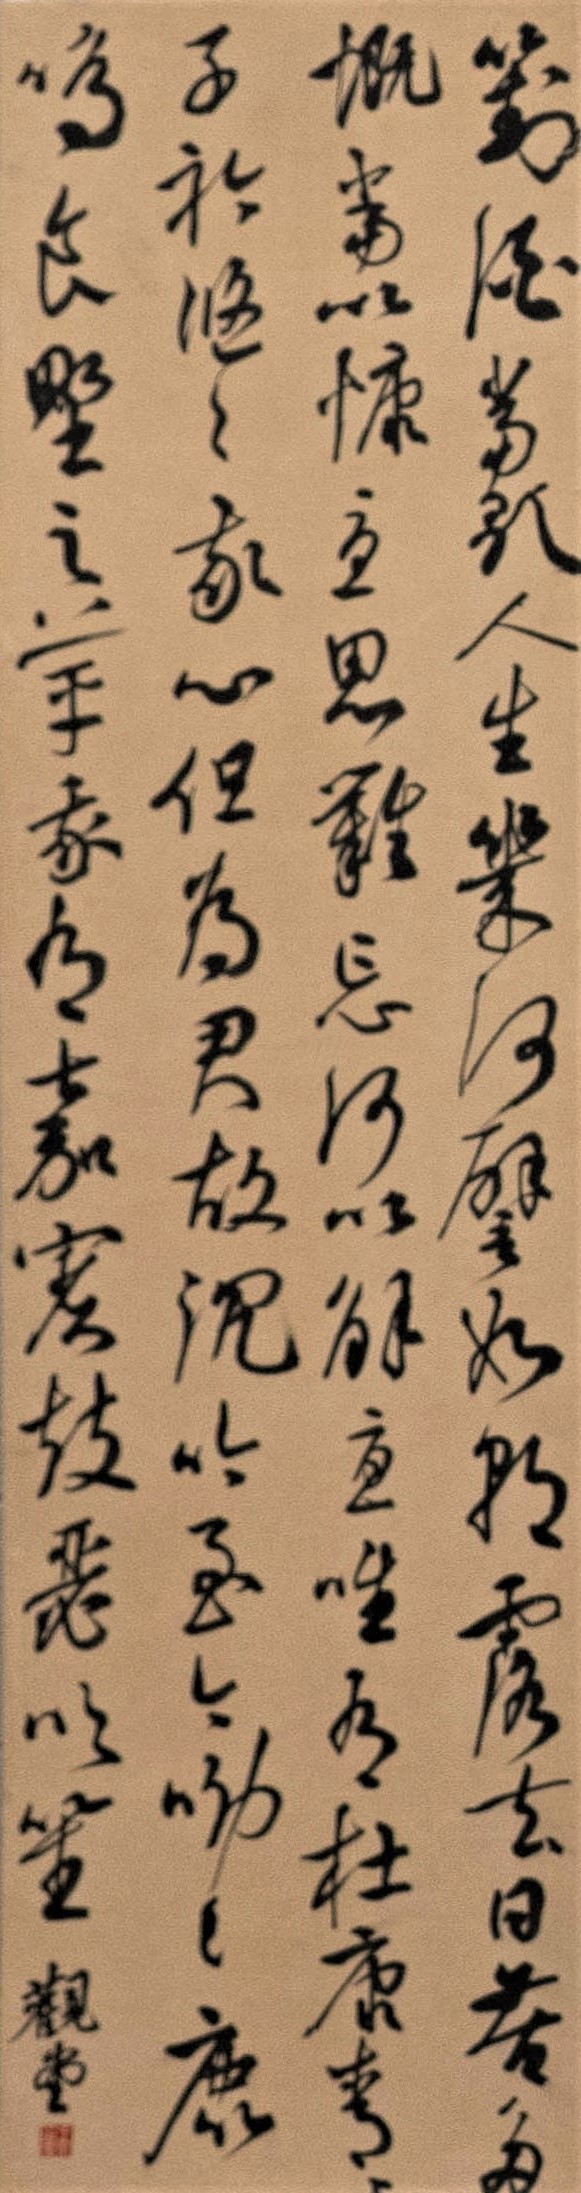 對酒當歌人生幾何譬如朝露去日苦多
慨當以慷憂思難忘何以解憂唯有杜康青々
子衿悠々我心但為君故沉吟至今呦々鹿
鳴食野之苹我有嘉賓鼓瑟吹笙 觀堂